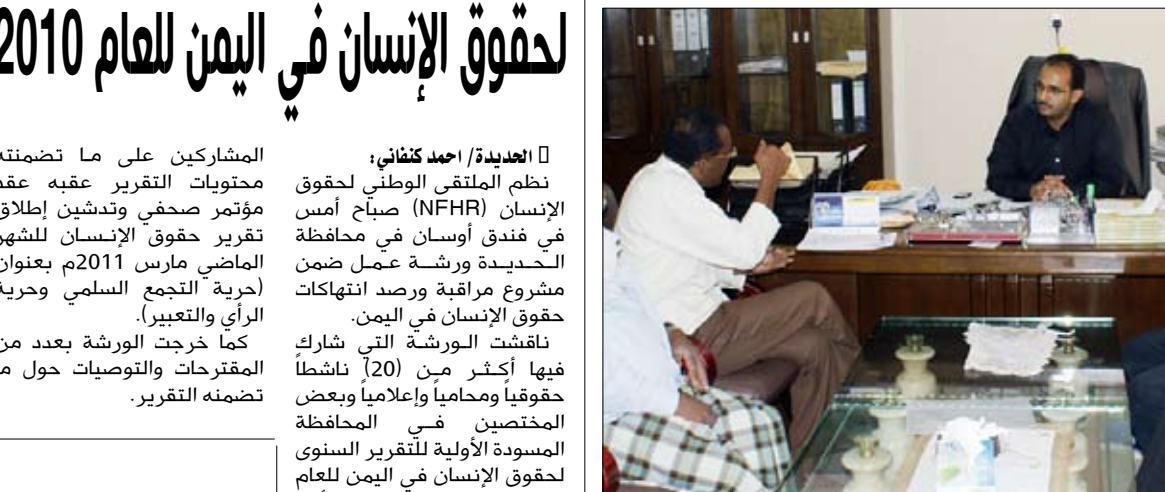 لحقوق الإنسان في اليمن للعام 2010
الحديدة/ احمد كنفاني:
نظم الملتقى الوطني لحقوق
الإنسان (NFHR) صباح أمس
في فندق أوسان في محافظة
الحديدة ورشة عمل ضمن
مشروع مراقبة ورصد انتهاكات
حقوق الإنسان في اليمن.
ناقشت الورشة التي شارك
فيها أكثر من (20) ناشطاً
حقوقياً ومحامياً وإعلامياً وبعض
المختصين في المحافظة
المسودة الأولية للتقرير السنوى
لحقوق الإنسان في اليمن للعام
المشاركين على ما تضمنته
محتويات التقرير عقبه عقد
مؤتمر صحفي وتدشين إطلاق
تقرير حقوق الإنسان للشهر
الماضي مارس 2011م بعنوان
(حرية التجمع السلمي وحرية
الرأي والتعبير).
كما خرجت الورشة بعدد من
المقترحات والتوصيات حول
تضمنه التقرير.